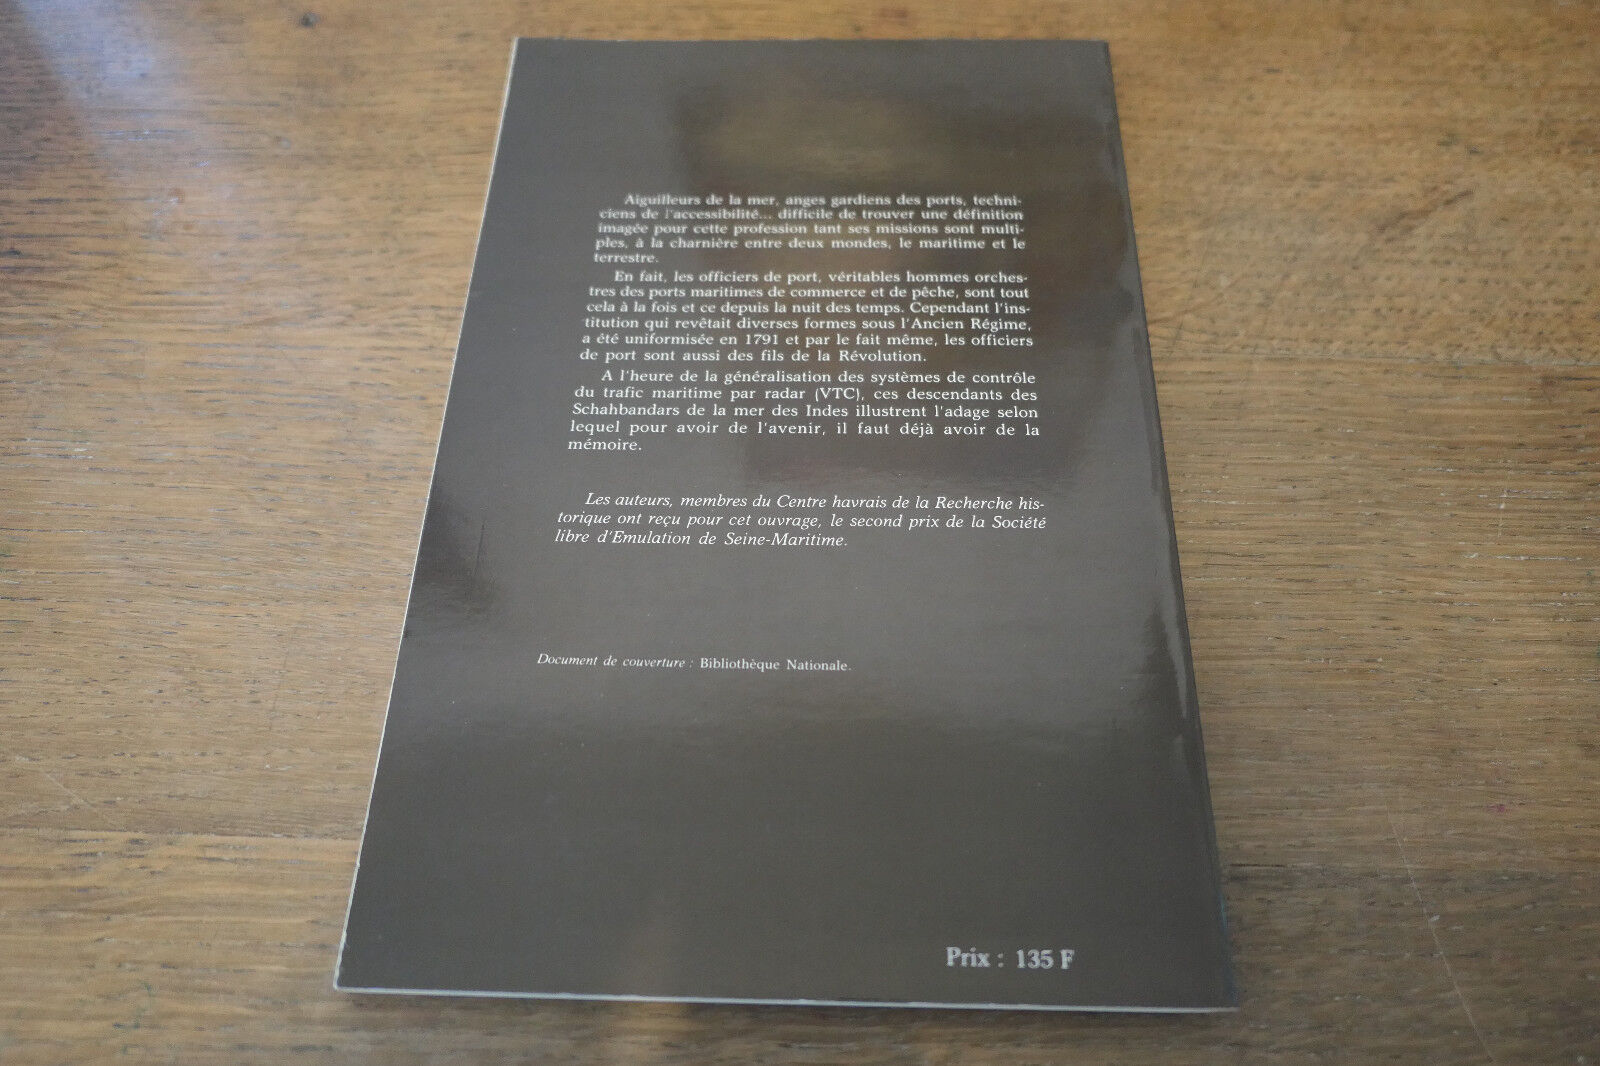 Aiguilleurs de la mer, anges gardiens des ports, techni-
ciens de l'accessibilité... difficile de trouver une définition
imagée pour cette profession tant ses missions sont multi-
ples, à la charnière entre deux mondes, le maritime et le
terrestre.
En fait, les officiers de port, véritables hommes orches-
tres des ports maritimes de commerce et de pêche, sont tout
cela à la fois et ce depuis la nuit des temps. Cependant l'ins-
titution qui revêtait diverses formes sous l'Ancien Régime,
a été uniformisée en 1791 et par le fait même, les officiers
de port sont aussi des fils de la Révolution.
A l'heure de la généralisation des systèmes de contrôle
du trafic maritime par radar (VTC), ces descendants des
Schahbandars de la mer des Indes illustrent l'adage selon
lequel pour avoir de l'avenir, il faut déjà avoir de la
mémoire.
Les auteurs, membres du Centre havrais de la Recherche his-
torique ont reçu pour cet ouvrage, le second prix de la Société
libre d'Emulation de Seine-Maritime.
Document de couverture : Bibliothèque Nationale.
Prix : 135 F